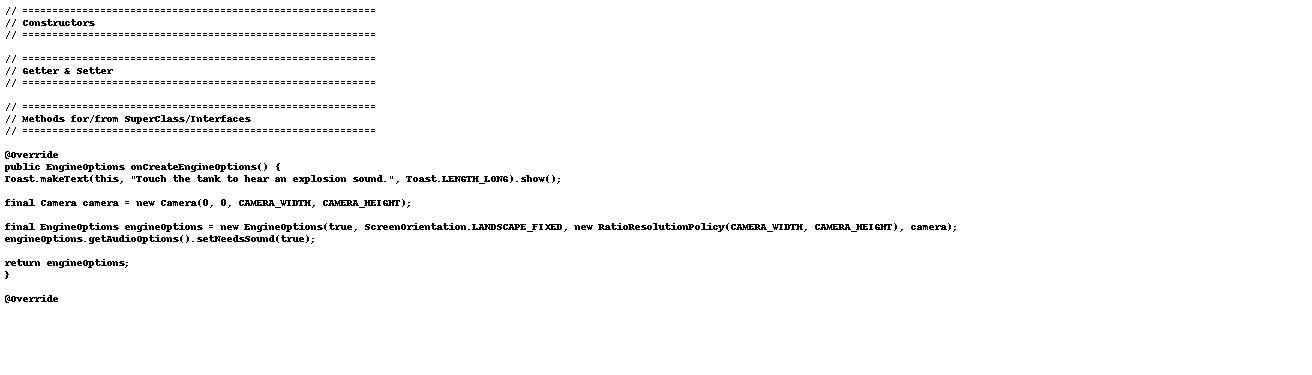 // ===========================================================
// Constructors
// ===========================================================

// ===========================================================
// Getter & Setter
// ===========================================================

// ===========================================================
// Methods for/from SuperClass/Interfaces
// ===========================================================

@Override
public EngineOptions onCreateEngineOptions() {
Toast.makeText(this, "Touch the tank to hear an explosion sound.", Toast.LENGTH_LONG).show();

final Camera camera = new Camera(0, 0, CAMERA_WIDTH, CAMERA_HEIGHT);

final EngineOptions engineOptions = new EngineOptions(true, ScreenOrientation.LANDSCAPE_FIXED, new RatioResolutionPolicy(CAMERA_WIDTH, CAMERA_HEIGHT), camera);
engineOptions.getAudioOptions().setNeedsSound(true);

return engineOptions;
}

@Override